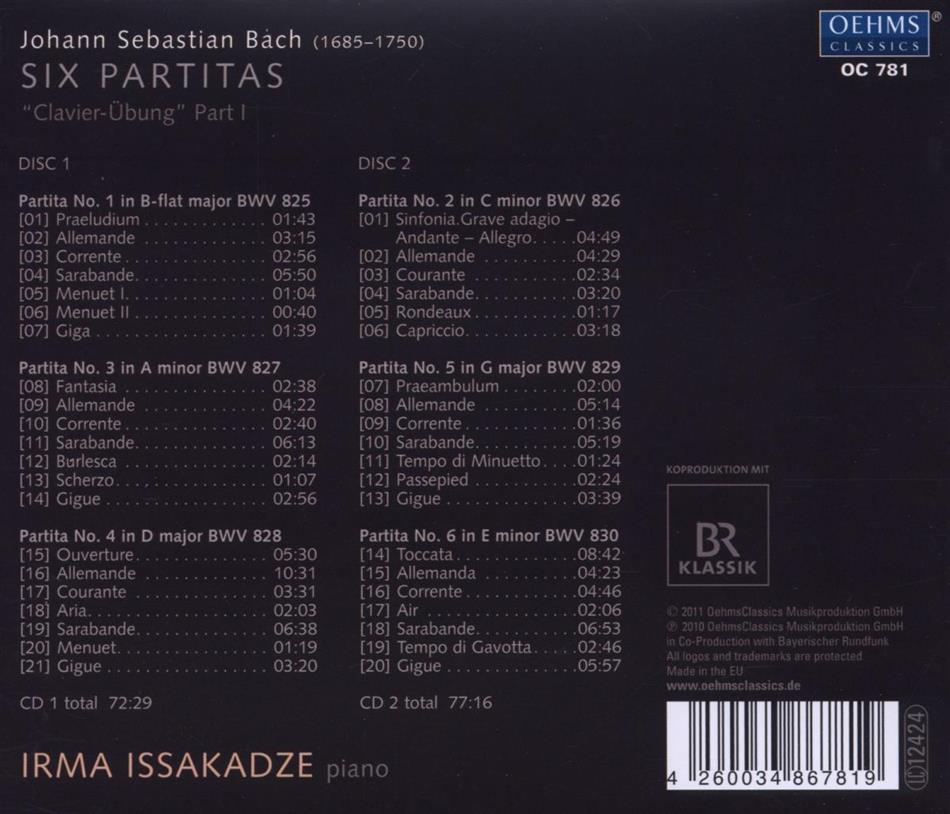 Johann Sebastian Bach (1685–1750)
SIX PARTITAS
“Clavier-Übung” Part I
OEHMS
CLASSICS
®
OC 781
DISC 1
Partita No. 1 in B-flat major BWV 825
[01] Praeludium . . . . . . . . . . . . . 01:43
[02] Allemande . . . . . . . . . . . . . 03:15
[03] Corrente . . . . . . . . . . . . . . . 02:56
[04] Sarabande. . . . . . . . . . . . . . 05:50
[05] Menuet I. . . . . . . . . . . . . . . 01:04
[06] Menuet II . . . . . . . . . . . . . . 00:40
[07] Giga . . . . . . . . . . . . . . . . . . 01:39
Partita No. 3 in A minor BWV 827
[08] Fantasia . . . . . . . . . . . . . . . 02:38
[09] Allemande . . . . . . . . . . . . . 04:22
[10] Corrente . . . . . . . . . . . . . . . 02:40
[11] Sarabande. . . . . . . . . . . . . . 06:13
[12] Burlesca . . . . . . . . . . . . . . . 02:14
[13] Scherzo. . . . . . . . . . . . . . . . 01:07
[14] Gigue . . . . . . . . . . . . . . . . . 02:56
Partita No. 4 in D major BWV 828
[15] Ouverture. . . . . . . . . . . . . . 05:30
[16] Allemande . . . . . . . . . . . . . 10:31
[17] Courante . . . . . . . . . . . . . . 03:31
[18] Aria. . . . . . . . . . . . . . . . . . . 02:03
[19] Sarabande. . . . . . . . . . . . . . 06:38
[20] Menuet. . . . . . . . . . . . . . . . 01:19
[21] Gigue . . . . . . . . . . . . . . . . . 03:20
CD 1 total 72:29
DISC 2
Partita No. 2 in C minor BWV 826
[01] Sinfonia.Grave adagio –
Andante – Allegro. . . . . 04:49
[02] Allemande . . . . . . . . . . . 04:29
[03] Courante . . . . . . . . . . . . 02:34
[04] Sarabande. . . . . . . . . . . . 03:20
[05] Rondeaux . . . . . . . . . . . . 01:17
[06] Capriccio. . . . . . . . . . . . . 03:18
Partita No. 5 in G major BWV 829
[07] Praeambulum . . . . . . . . . 02:00
[08] Allemande . . . . . . . . . . . 05:14
[09] Corrente . . . . . . . . . . . . . 01:36
[10] Sarabande. . . . . . . . . . . . 05:19
[11] Tempo di Minuetto. . . . 01:24
[12] Passepied . . . . . . . . . . . . 02:24
[13] Gigue . . . . . . . . . . . . . . . 03:39
Partita No. 6 in E minor BWV 830
[14] Toccata . . . . . . . . . . . . . . 08:42
[15] Allemanda . . . . . . . . . . . 04:23
[16] Corrente . . . . . . . . . . . . . 04:46
[17] Air . . . . . . . . . . . . . . . . . . 02:06
[18] Sarabande. . . . . . . . . . . . 06:53
[19] Tempo di Gavotta. . . . . 02:46
[20] Gigue . . . . . . . . . . . . . . . 05:57
CD 2 total 77:16
KOPRODUKTION MIT
BR
KLASSIK
© 2011 OehmsClassics Musikproduktion GmbH
℗ 2010 OehmsClassics Musikproduktion GmbH
in Co-Production with Bayerischer Rundfunk
All logos and trademarks are protected
Made in the EU
www.oehmsclassics.de
4 260034 867819
LC 12424
IRMA ISSAKADZE piano